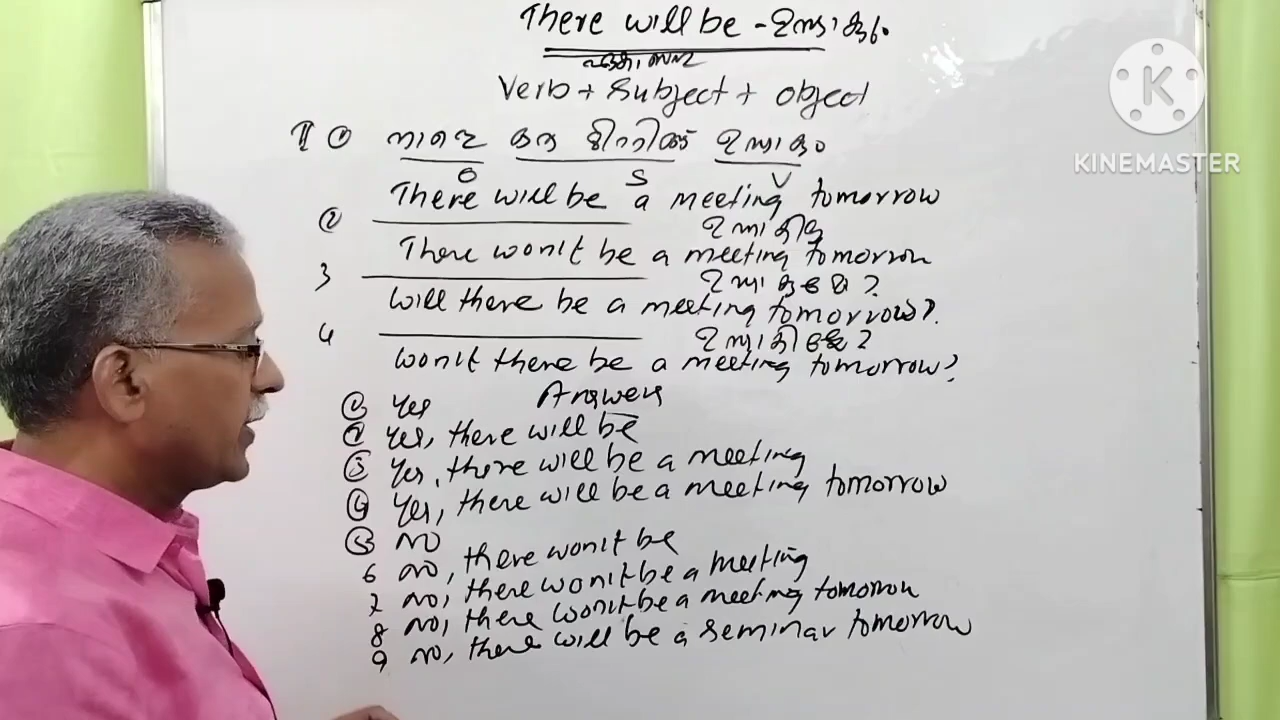 There will be - ഉണ്ടാകും.
Verb + Subject + object
I ① നാളെ ഒരു മീറ്റിങ്ങ് ഉണ്ടാകും
O S V
There will be a meeting tomorrow
② ഉണ്ടാകില്ല
There won't be a meeting tomorrow
3 ഉണ്ടാകുമോ?
Will there be a meeting tomorrow?
4 ഉണ്ടാകില്ലേ?
Won't there be a meeting tomorrow?
Answers
① Yes
② Yes, there will be
③ Yes, there will be a meeting
④ Yes, there will be a meeting tomorrow
⑤ No
6 No, there won't be
7 No, there won't be a meeting
8 No, there won't be a meeting tomorrow
9 No, there will be a seminar tomorrow
K
KINEMASTER